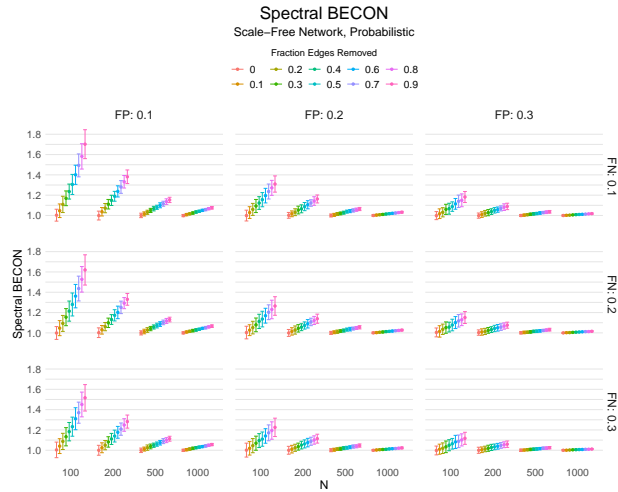 Spectral BECON
Scale−Free Network, Probabilistic
Fraction Edges Removed
0 0.2 0.4 0.6 0.8
0.1 0.3 0.5 0.7 0.9
FP: 0.1 FP: 0.2 FP: 0.3
1.8
1.6
1.4
1.2
1.0
FN: 0.1
1.8
1.6
1.4
1.2
1.0
FN: 0.2
Spectral BECON
1.8
1.6
1.4
1.2
1.0
FN: 0.3
100 200 500 1000 100 200 500 1000 100 200 500 1000
N